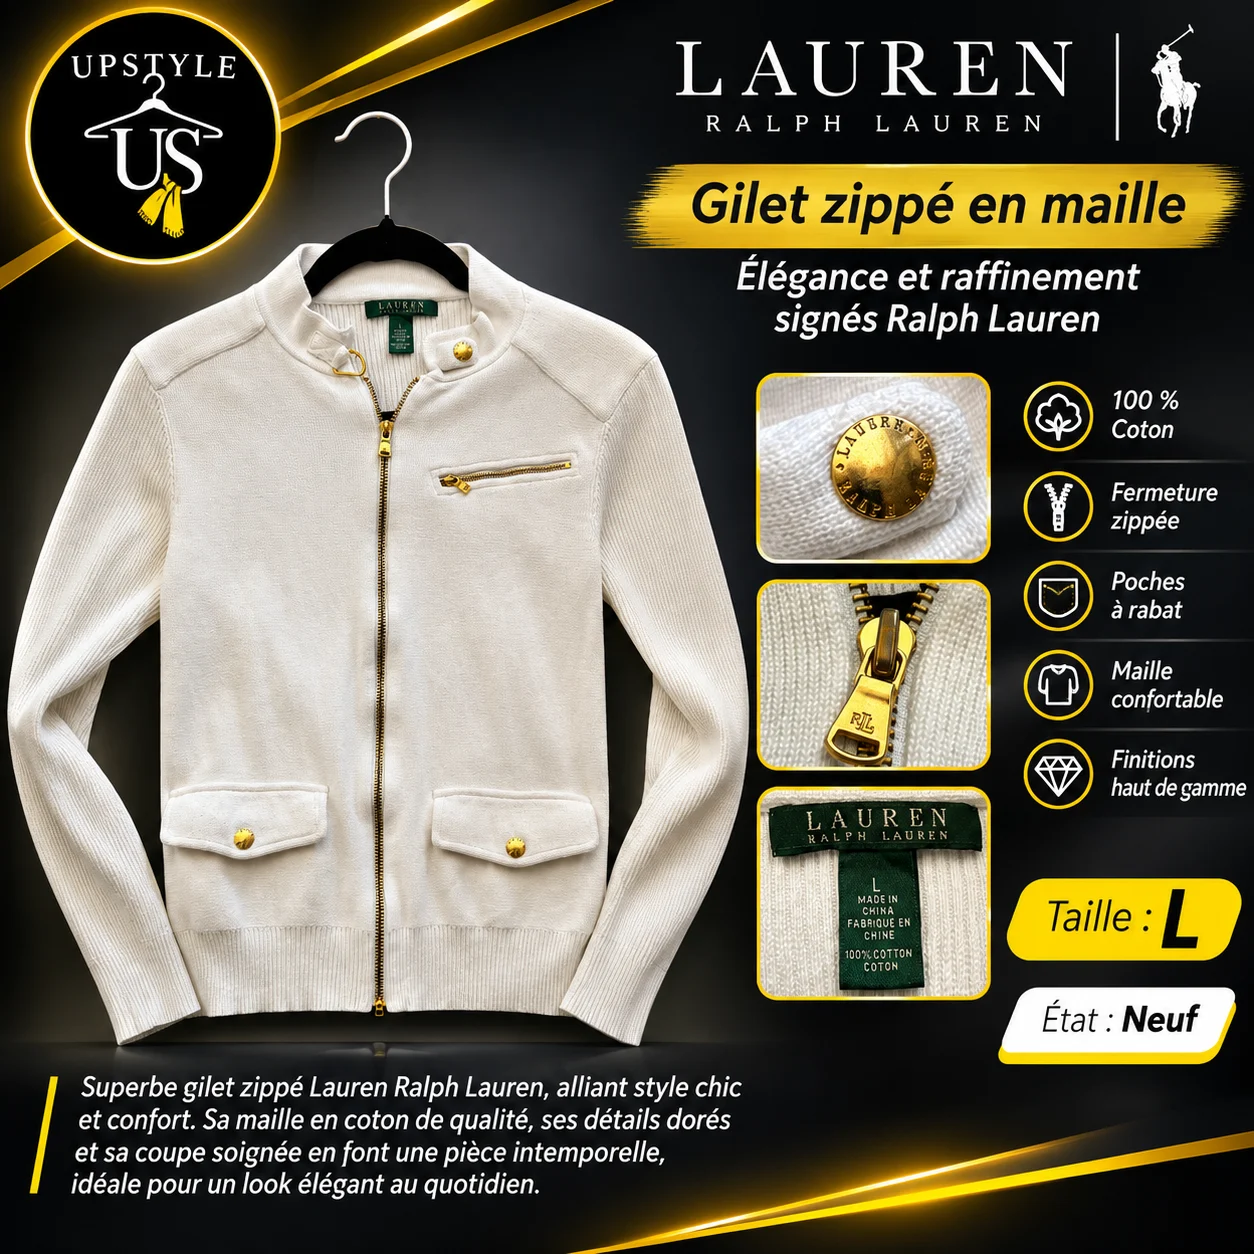 UPSTYLE
US
LAUREN
RALPH LAUREN
Gilet zippé en maille
Élégance et raffinement
signés Ralph Lauren
LAUREN
L
100 %
Coton
Fermeture
zippée
Poches
à rabat
Maille
confortable
Finitions
haut de gamme
RLL
LAUREN
RALPH LAUREN
L
MADE IN
CHINA
FABRIQUE EN
CHINE
100% COTTON
COTON
Taille : L
État : Neuf
Superbe gilet zippé Lauren Ralph Lauren, alliant style chic
et confort. Sa maille en coton de qualité, ses détails dorés
et sa coupe soignée en font une pièce intemporelle,
idéale pour un look élégant au quotidien.